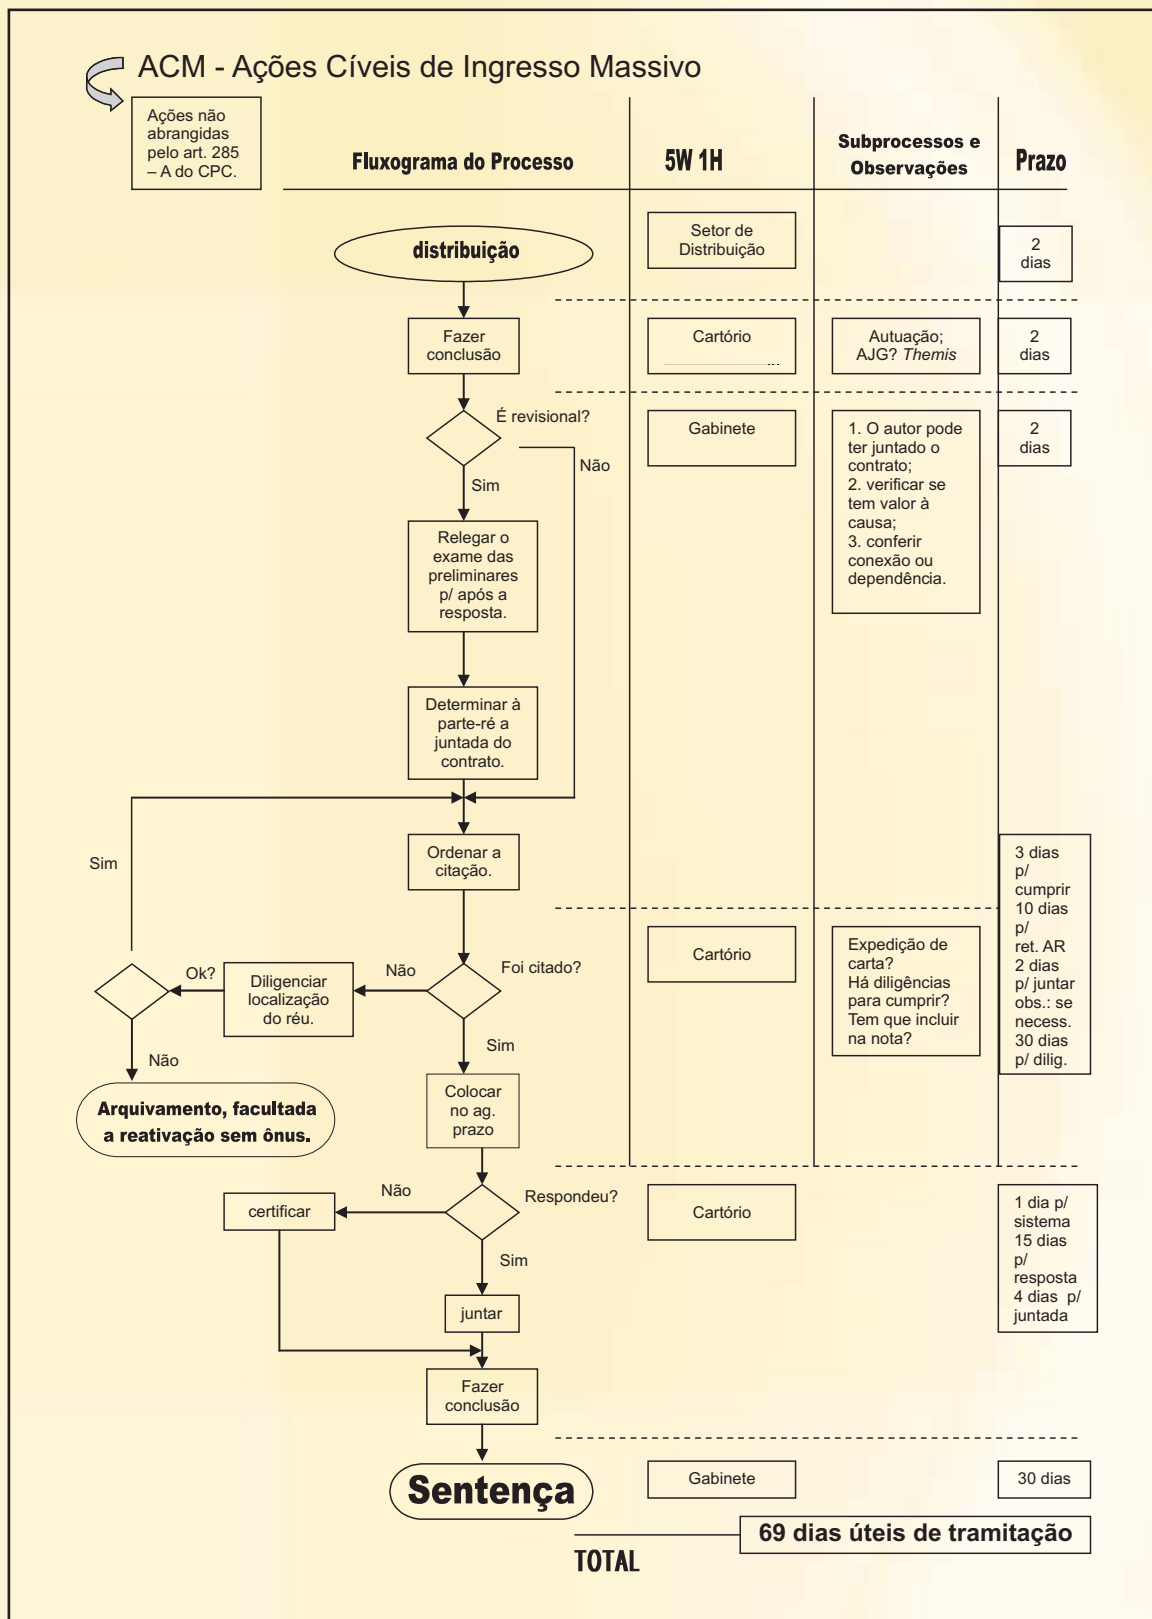 ACM - Ações Cíveis de Ingresso Massivo
Ações não
abrangidas
pelo art. 285
– A do CPC.
Fluxograma do Processo
5W 1H
Subprocessos e
Observações
Prazo
distribuição
Setor de
Distribuição
2
dias
Fazer
conclusão
Cartório
Autuação;
AJG? Themis
2
dias
É revisional?
Não
Sim
Gabinete
1. O autor pode
ter juntado o
contrato;
2. verificar se
tem valor à
causa;
3. conferir
conexão ou
dependência.
2
dias
Relegar o
exame das
preliminares
p/ após a
resposta.
Determinar à
parte-ré a
juntada do
contrato.
Sim
Ordenar a
citação.
3 dias
p/
cumprir
10 dias
p/
ret. AR
2 dias
p/ juntar
obs.: se
necess.
30 dias
p/ dilig.
Ok?
Diligenciar
localização
do réu.
Não
Foi citado?
Cartório
Expedição de
carta?
Há diligências
para cumprir?
Tem que incluir
na nota?
Não
Sim
Arquivamento, facultada
a reativação sem ônus.
Colocar
no ag.
prazo
certificar
Não
Respondeu?
Cartório
1 dia p/
sistema
15 dias
p/
resposta
4 dias p/
juntada
Sim
juntar
Fazer
conclusão
Sentença
Gabinete
30 dias
69 dias úteis de tramitação
TOTAL